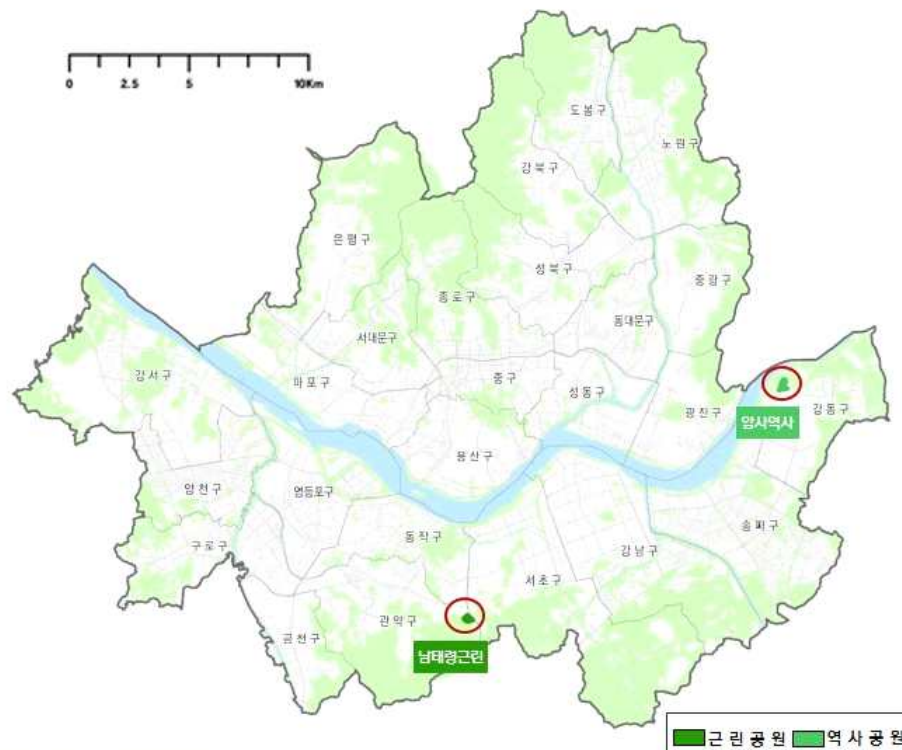 0 2.5 5 10Km
도봉구
노원구
강북구
은평구
성북구
중랑구
종로구
동대문구
서대문구
강서구
마포구
중구
성동구
광진구
강동구
암사역사
용산구
양천구
영등포구
송파구
동작구
구로구
강남구
서초구
관악구
금천구
남태령근린
근린공원 역사공원